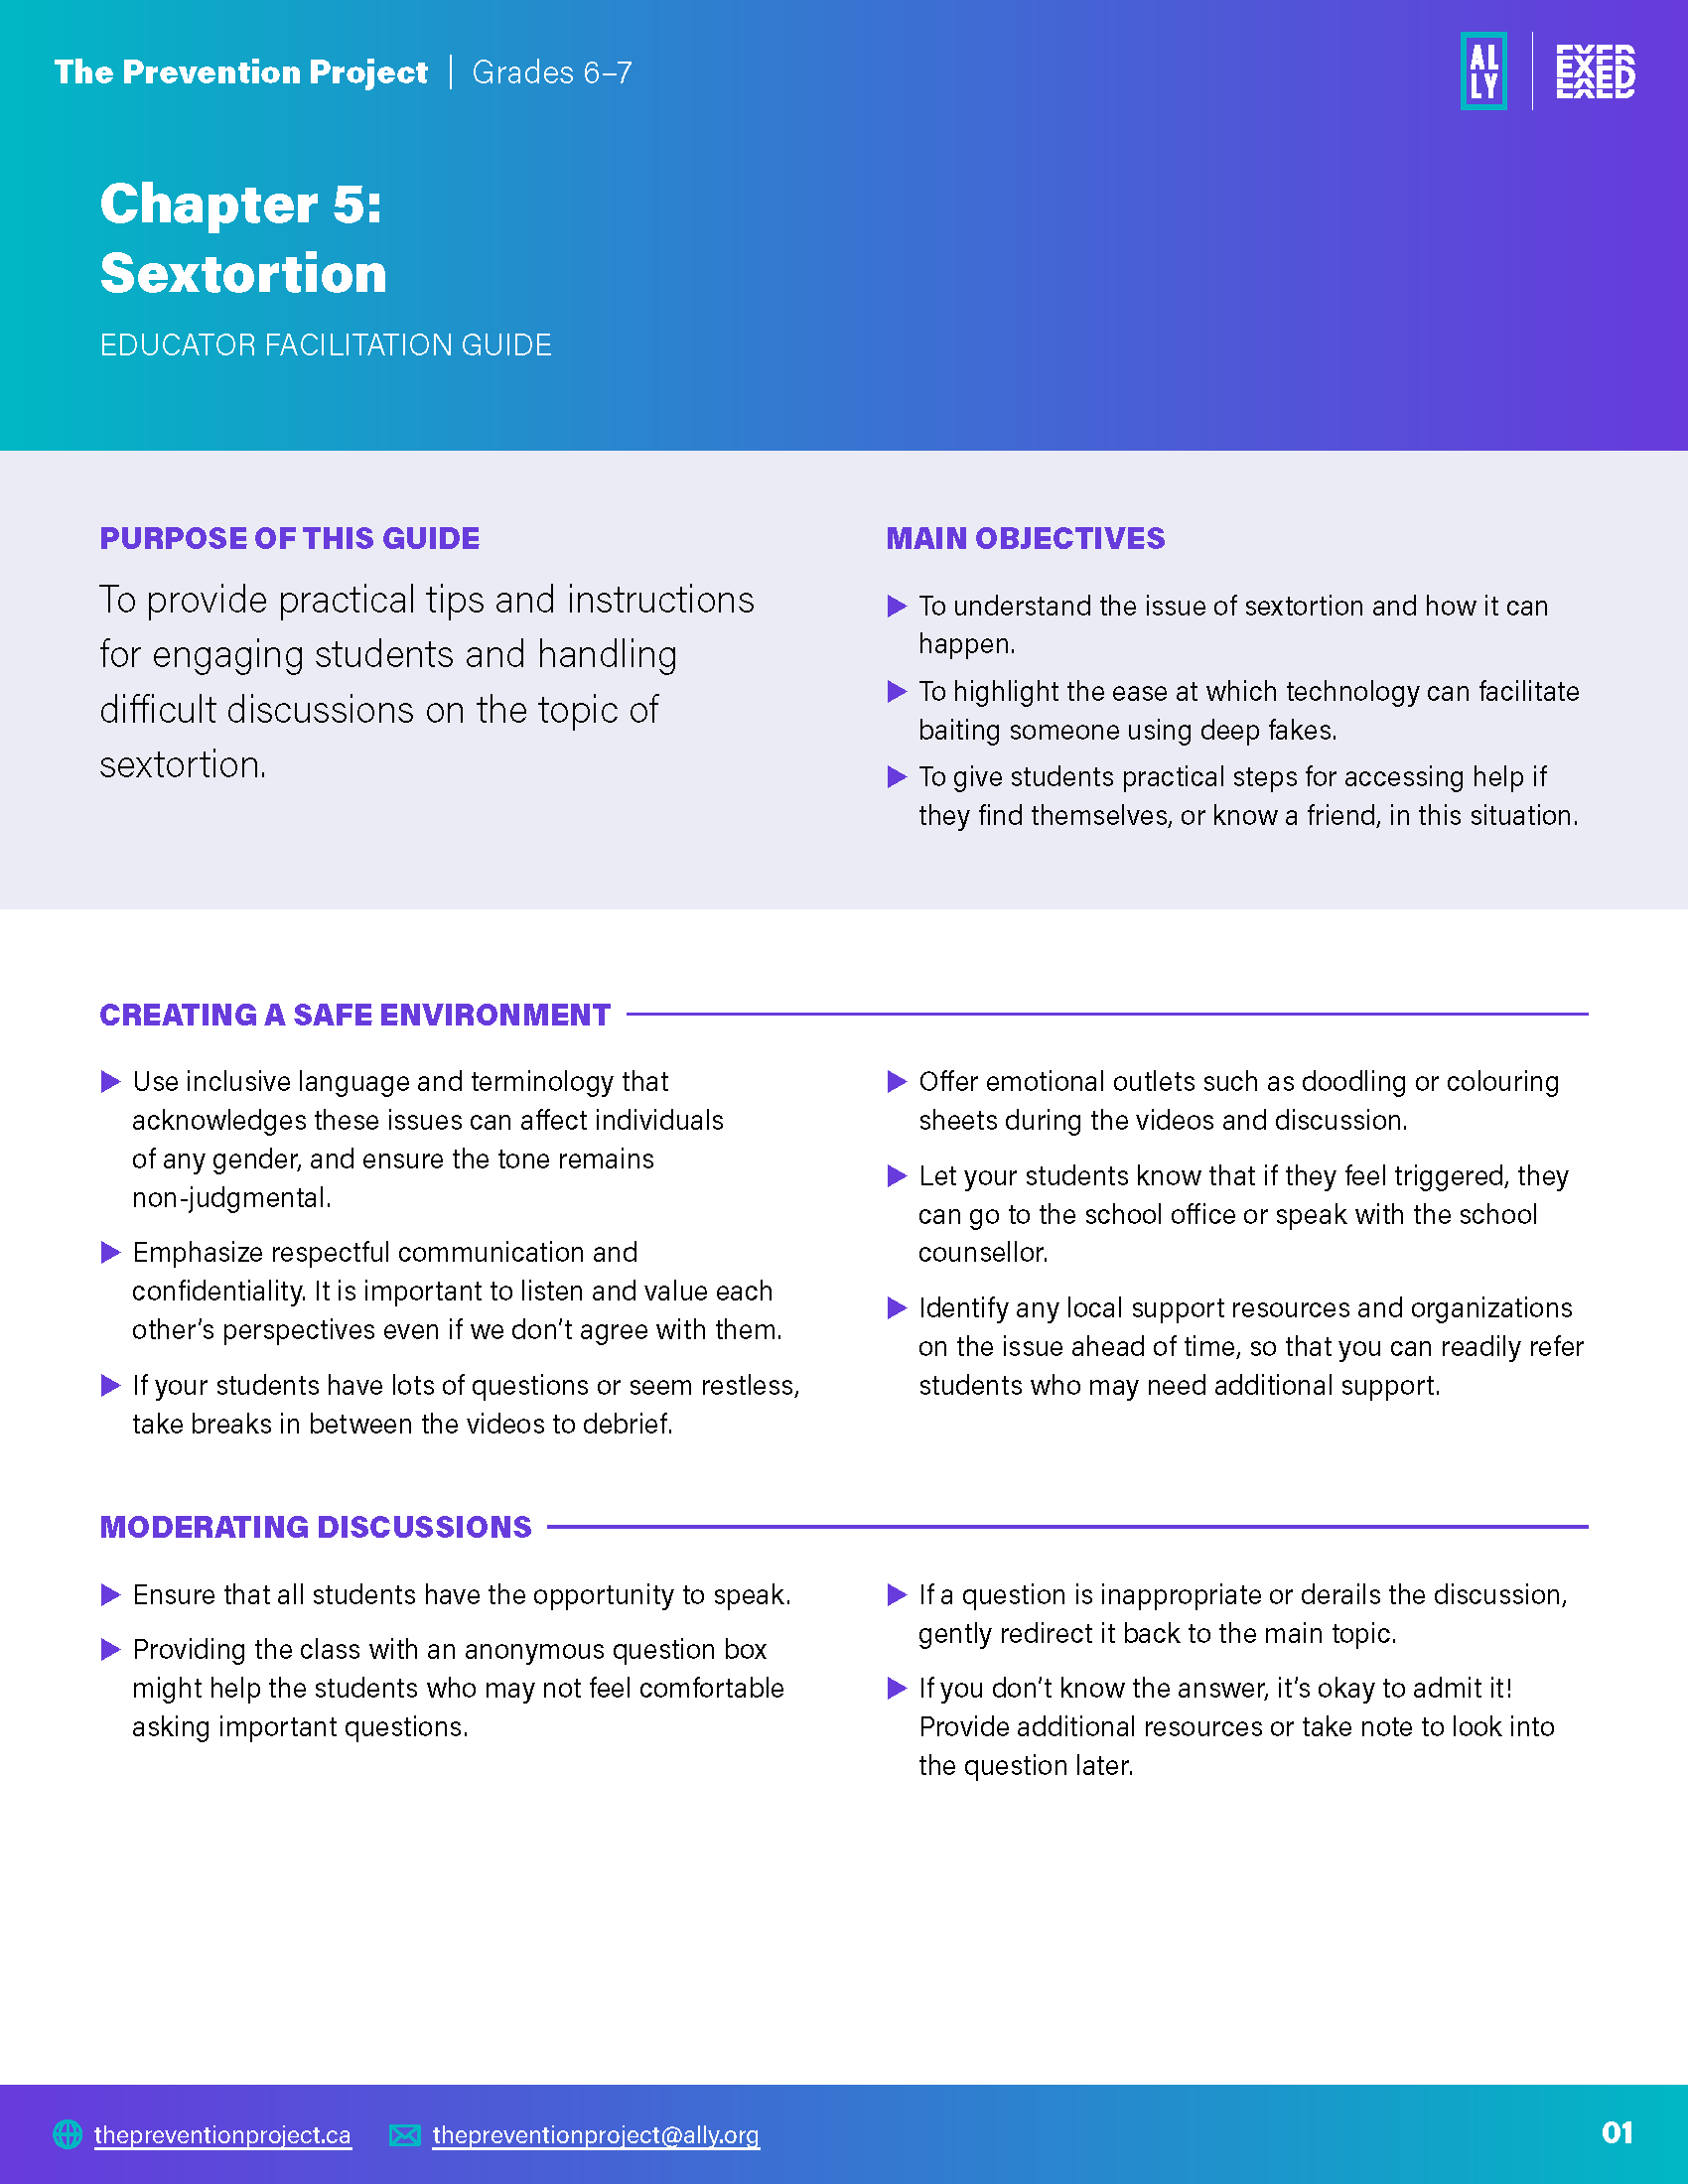 The Prevention Project | Grades 6–7
AL
LY
EXER
EXED
Chapter 5:
Sextortion
EDUCATOR FACILITATION GUIDE
PURPOSE OF THIS GUIDE
To provide practical tips and instructions
for engaging students and handling
difficult discussions on the topic of
sextortion.
MAIN OBJECTIVES
▶ To understand the issue of sextortion and how it can
happen.
▶ To highlight the ease at which technology can facilitate
baiting someone using deep fakes.
▶ To give students practical steps for accessing help if
they find themselves, or know a friend, in this situation.
CREATING A SAFE ENVIRONMENT
▶ Use inclusive language and terminology that
acknowledges these issues can affect individuals
of any gender, and ensure the tone remains
non-judgmental.
▶ Emphasize respectful communication and
confidentiality. It is important to listen and value each
other’s perspectives even if we don’t agree with them.
▶ If your students have lots of questions or seem restless,
take breaks in between the videos to debrief.
▶ Offer emotional outlets such as doodling or colouring
sheets during the videos and discussion.
▶ Let your students know that if they feel triggered, they
can go to the school office or speak with the school
counsellor.
▶ Identify any local support resources and organizations
on the issue ahead of time, so that you can readily refer
students who may need additional support.
MODERATING DISCUSSIONS
▶ Ensure that all students have the opportunity to speak.
▶ Providing the class with an anonymous question box
might help the students who may not feel comfortable
asking important questions.
▶ If a question is inappropriate or derails the discussion,
gently redirect it back to the main topic.
▶ If you don’t know the answer, it’s okay to admit it!
Provide additional resources or take note to look into
the question later.
thepreventionproject.ca
thepreventionproject@ally.org
01